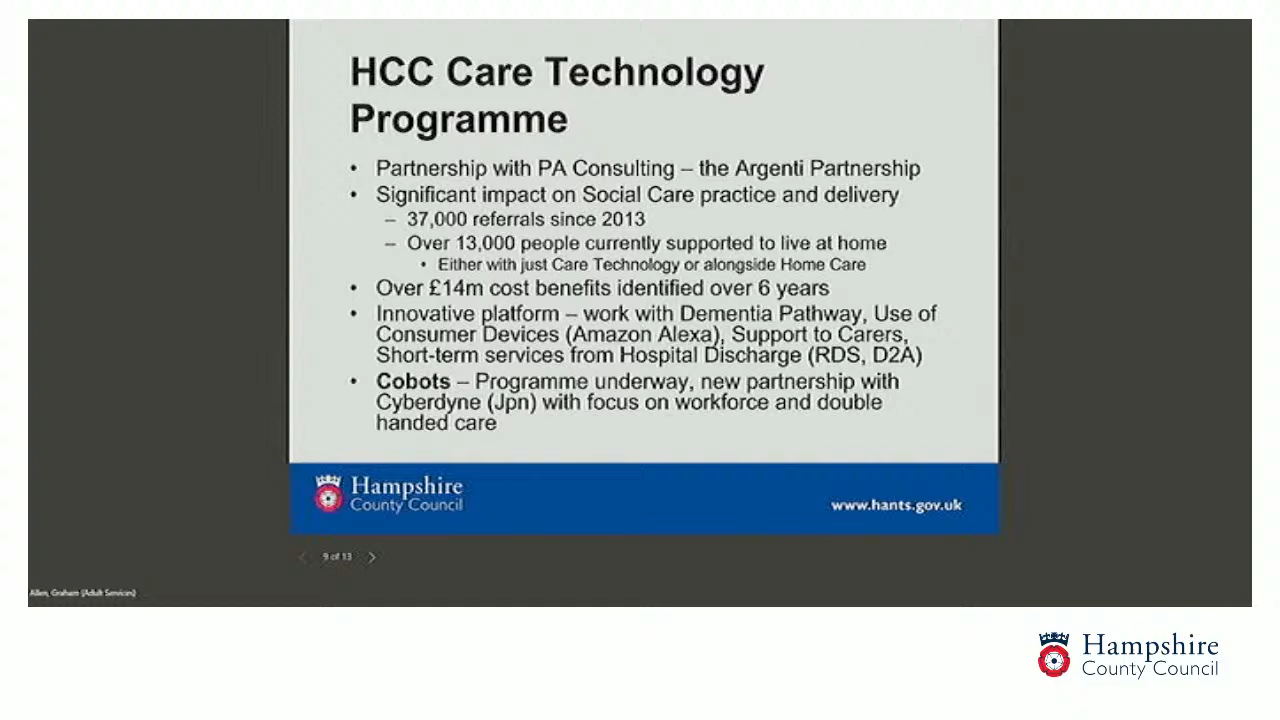 HCC Care Technology
Programme
• Partnership with PA Consulting – the Argenti Partnership
• Significant impact on Social Care practice and delivery
– 37,000 referrals since 2013
– Over 13,000 people currently supported to live at home
• Either with just Care Technology or alongside Home Care
• Over £14m cost benefits identified over 6 years
• Innovative platform – work with Dementia Pathway, Use of
Consumer Devices (Amazon Alexa), Support to Carers,
Short-term services from Hospital Discharge (RDS, D2A)
• Cobots – Programme underway, new partnership with
Cyberdyne (Jpn) with focus on workforce and double
handed care
Hampshire
County Council
www.hants.gov.uk
9 of 13
Allen, Graham (Adult Services)
Hampshire
County Council